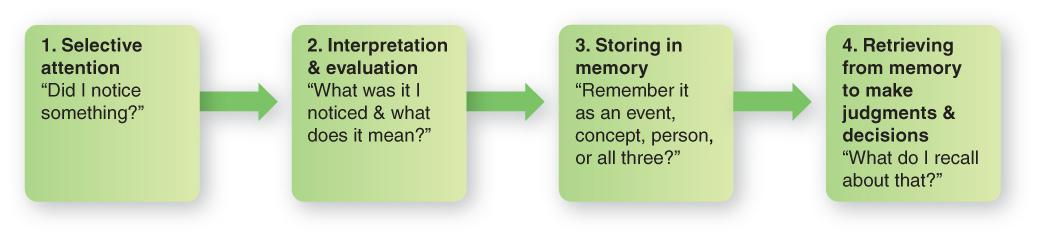 1. Selective
attention
“Did I notice
something?”
2. Interpretation
& evaluation
“What was it I
noticed & what
does it mean?”
3. Storing in
memory
“Remember it
as an event,
concept, person,
or all three?”
4. Retrieving
from memory
to make
judgments &
decisions
“What do I recall
about that?”